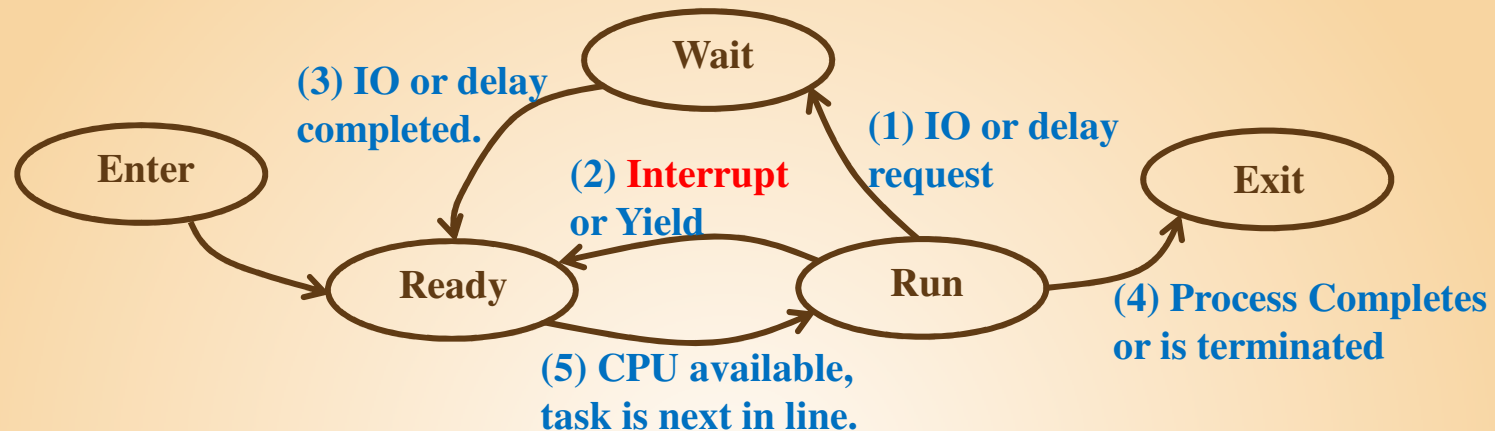 Wait
(3) IO or delay
completed.
(1) IO or delay
request
Enter
(2) Interrupt
or Yield
Exit
Ready
Run
(4) Process Completes
or is terminated
(5) CPU available,
task is next in line.